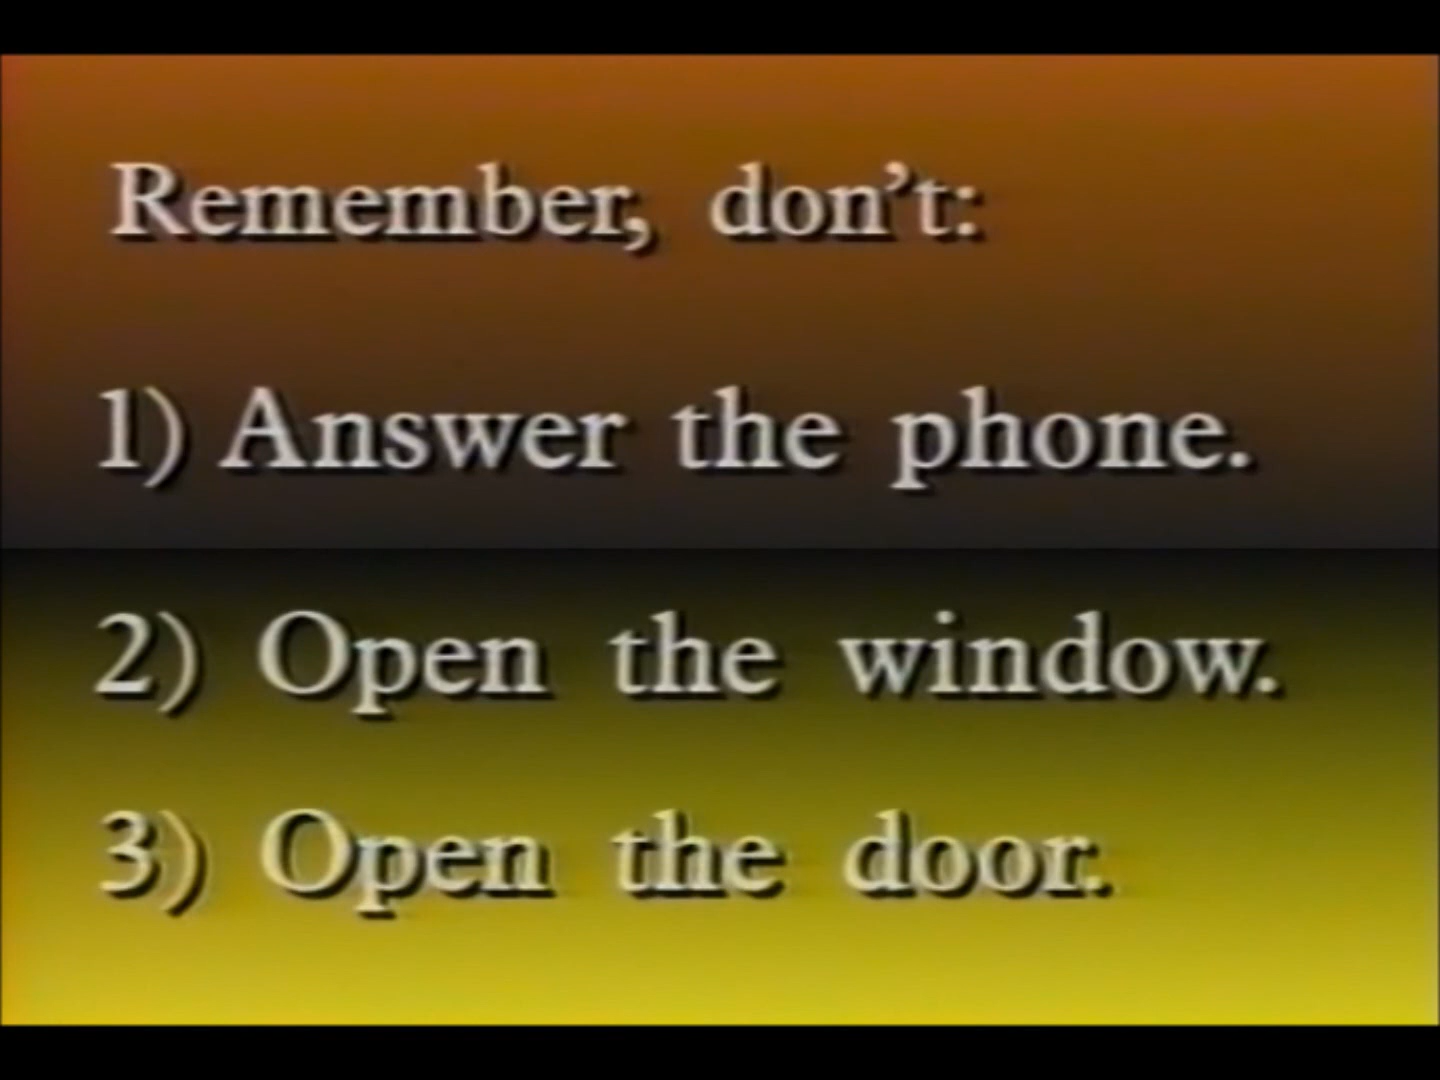 Remember, don't:
1) Answer the phone.
2) Open the window.
3) Open the door.